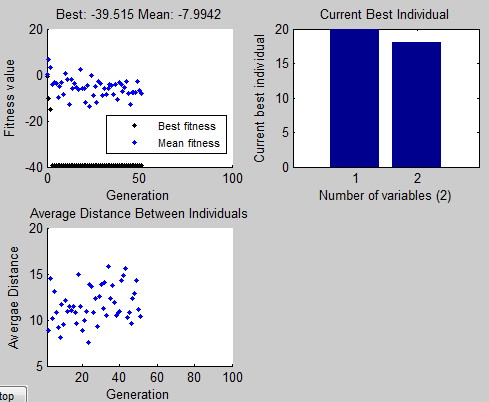 Best: -39.515 Mean: -7.9942
Fitness value
20
0
-20
-40
Best fitness
Mean fitness
0
50
100
Generation
Current Best Individual
Current best individual
20
15
10
5
0
1
2
Number of variables (2)
Average Distance Between Individuals
Avergae Distance
20
15
10
5
20
40
60
80
100
Generation
top